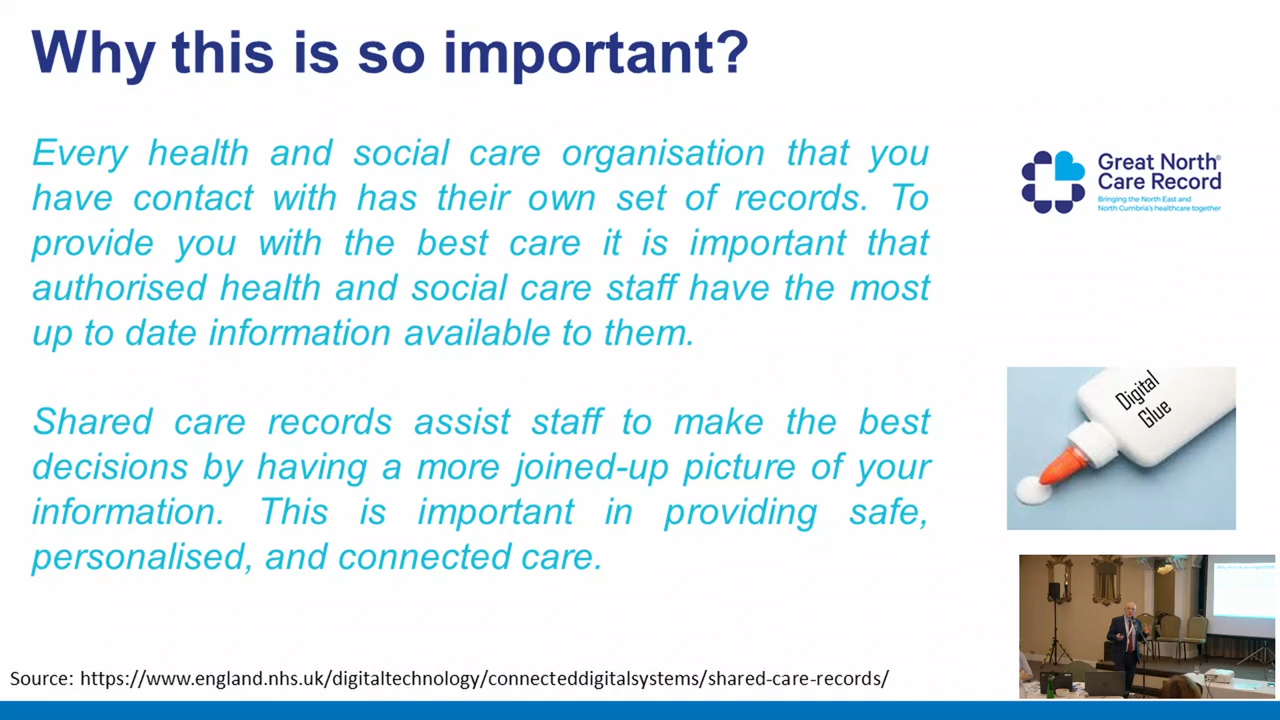 Why this is so important?
Every health and social care organisation that you
have contact with has their own set of records. To
provide you with the best care it is important that
authorised health and social care staff have the most
up to date information available to them.
Shared care records assist staff to make the best
decisions by having a more joined-up picture of your
information. This is important in providing safe,
personalised, and connected care.
Great North®
Care Record
Bringing the North East and
North Cumbria's healthcare together
Digital
Glue
Source: https://www.england.nhs.uk/digitaltechnology/connecteddigitalsystems/shared-care-records/